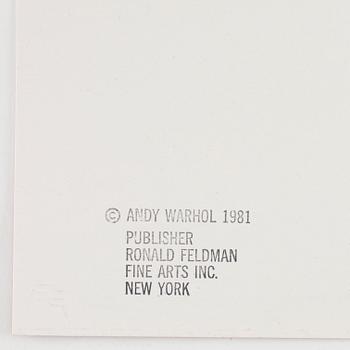 © ANDY WARHOL 1981
PUBLISHER
RONALD FELDMAN
FINE ARTS INC.
NEW YORK